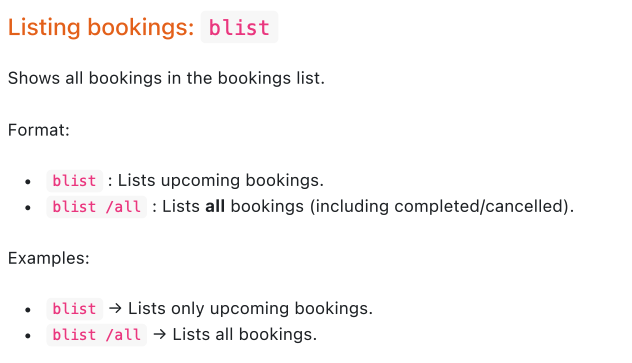 Listing bookings: blist
Shows all bookings in the bookings list.
Format:
• blist : Lists upcoming bookings.
• blist /all : Lists all bookings (including completed/cancelled).
Examples:
• blist → Lists only upcoming bookings.
• blist /all → Lists all bookings.